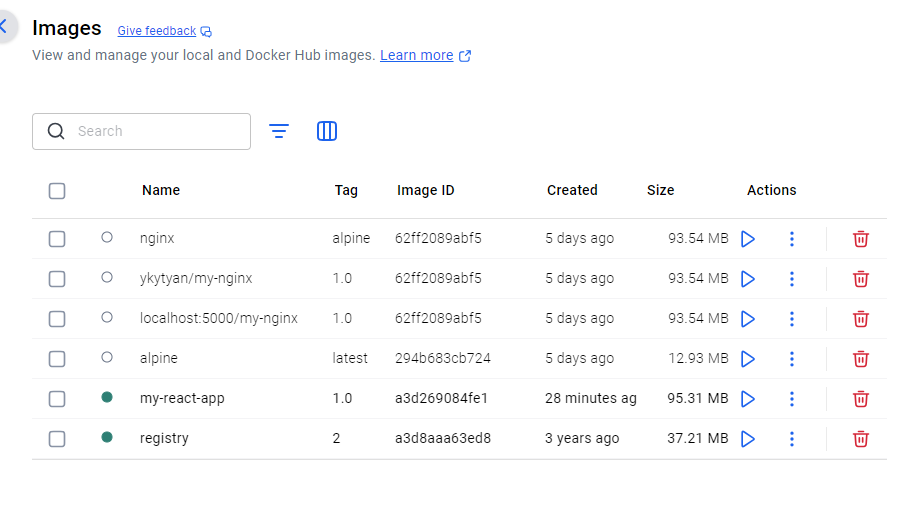 Images Give feedback
View and manage your local and Docker Hub images. Learn more
Search
Name Tag Image ID Created Size Actions
nginx alpine 62ff2089abf5 5 days ago 93.54 MB
ykytyan/my-nginx 1.0 62ff2089abf5 5 days ago 93.54 MB
localhost:5000/my-nginx 1.0 62ff2089abf5 5 days ago 93.54 MB
alpine latest 294b683cb724 5 days ago 12.93 MB
my-react-app 1.0 a3d269084fe1 28 minutes ag 95.31 MB
registry 2 a3d8aaa63ed8 3 years ago 37.21 MB